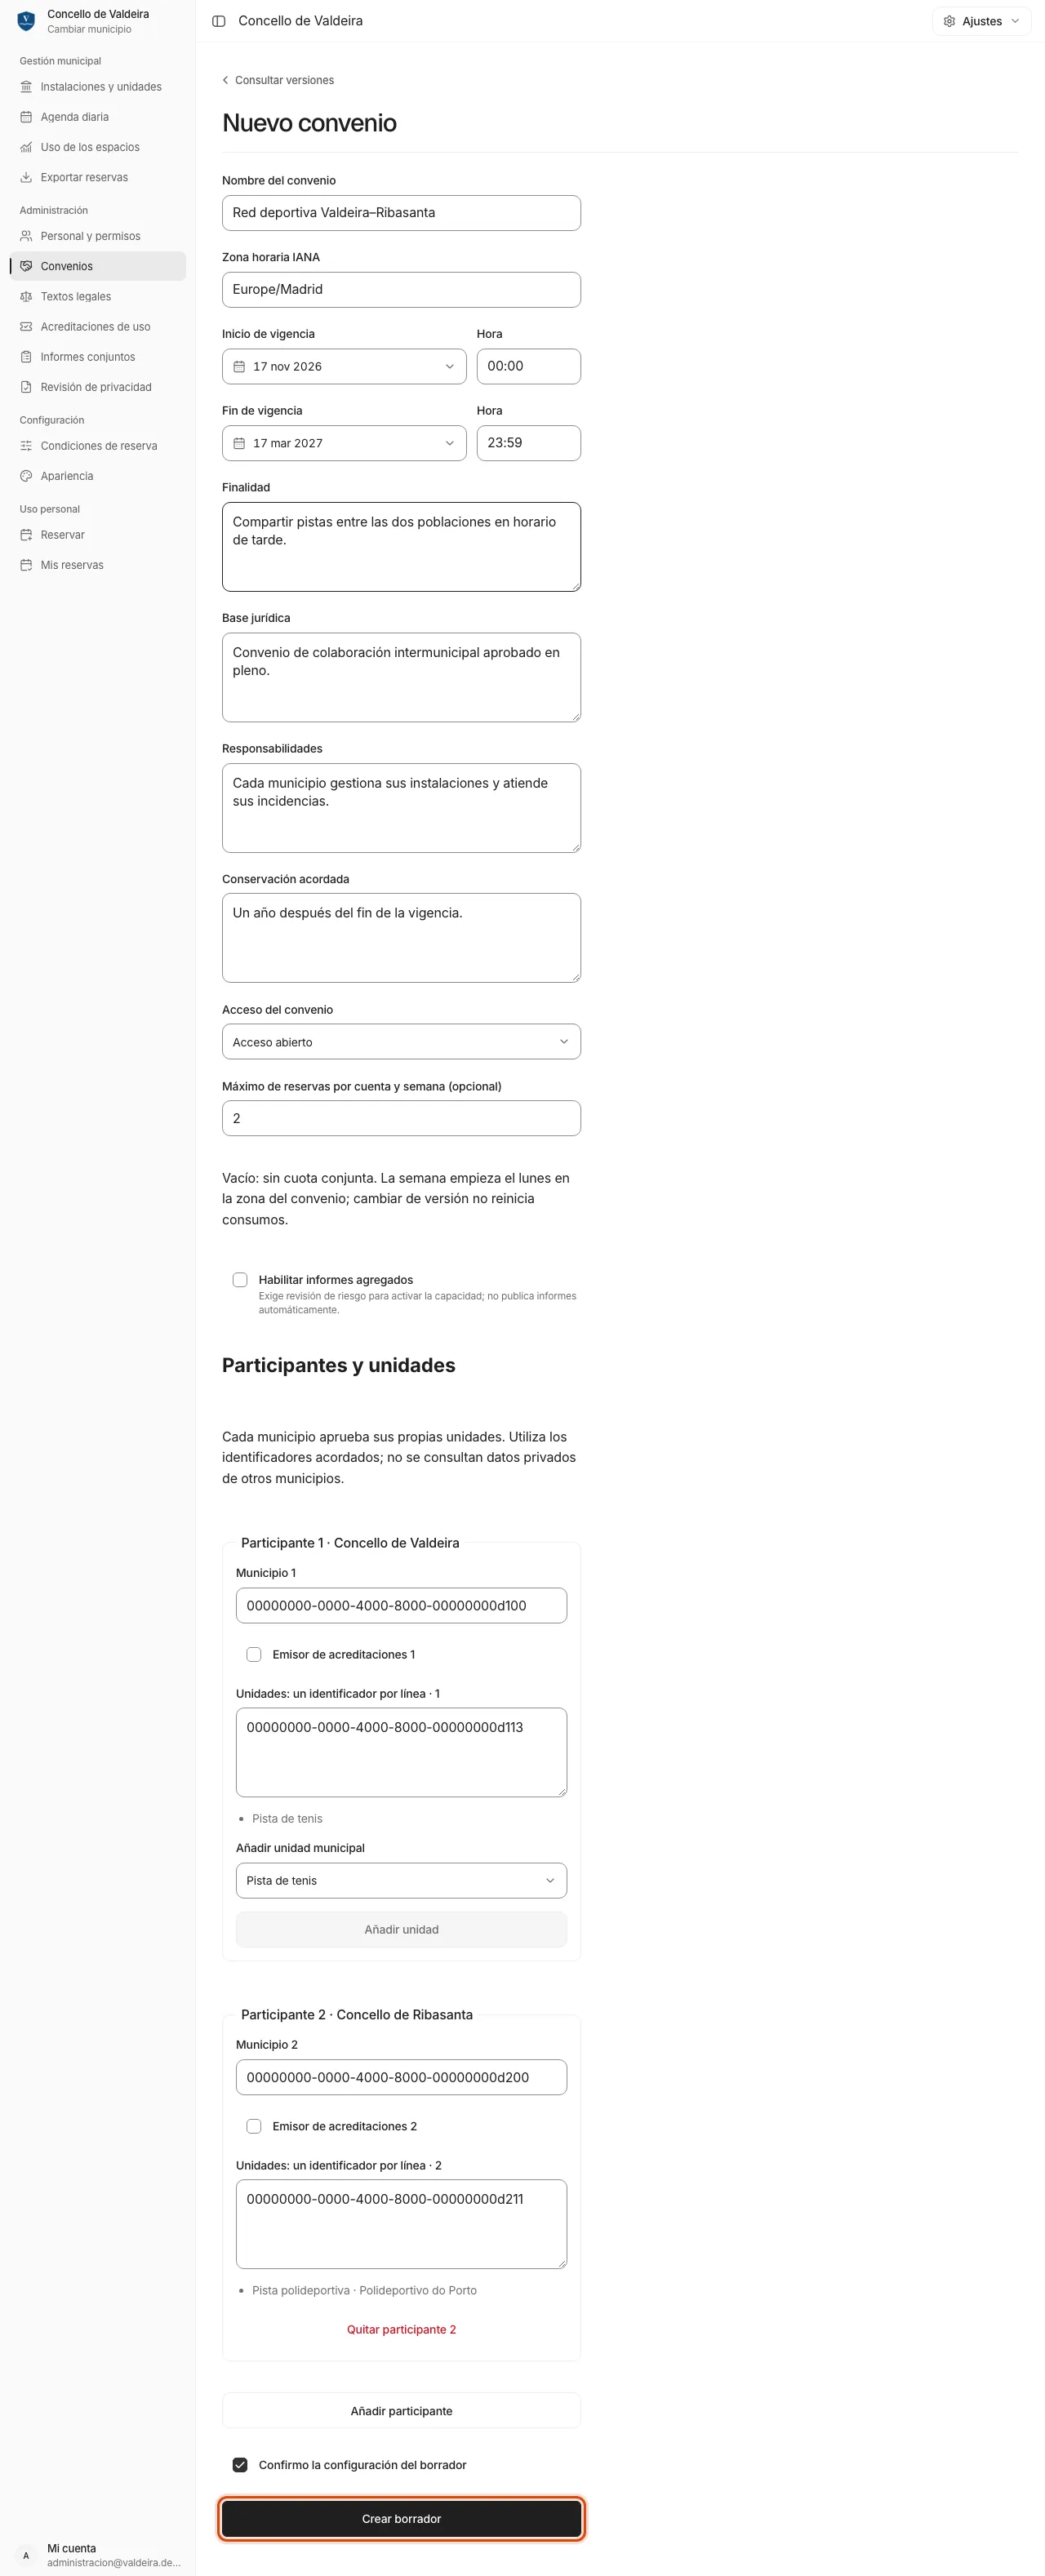 Concello de Valdeira
Cambiar municipio
Gestión municipal
Instalaciones y unidades
Agenda diaria
Uso de los espacios
Exportar reservas
Administración
Personal y permisos
Convenios
Textos legales
Acreditaciones de uso
Informes conjuntos
Revisión de privacidad
Configuración
Condiciones de reserva
Apariencia
Uso personal
Reservar
Mis reservas
A
Mi cuenta
administracion@valdeira.de...
Concello de Valdeira
Ajustes
Consultar versiones
Nuevo convenio
Nombre del convenio
Red deportiva Valdeira–Ribasanta
Zona horaria IANA
Europe/Madrid
Inicio de vigencia
Hora
17 nov 2026
00:00
Fin de vigencia
Hora
17 mar 2027
23:59
Finalidad
Compartir pistas entre las dos poblaciones en horario
de tarde.
Base jurídica
Convenio de colaboración intermunicipal aprobado en
pleno.
Responsabilidades
Cada municipio gestiona sus instalaciones y atiende
sus incidencias.
Conservación acordada
Un año después del fin de la vigencia.
Acceso del convenio
Acceso abierto
Máximo de reservas por cuenta y semana (opcional)
2
Vacío: sin cuota conjunta. La semana empieza el lunes en
la zona del convenio; cambiar de versión no reinicia
consumos.
Habilitar informes agregados
Exige revisión de riesgo para activar la capacidad; no publica informes
automáticamente.
Participantes y unidades
Cada municipio aprueba sus propias unidades. Utiliza los
identificadores acordados; no se consultan datos privados
de otros municipios.
Participante 1 · Concello de Valdeira
Municipio 1
00000000-0000-4000-8000-00000000d100
Emisor de acreditaciones 1
Unidades: un identificador por línea · 1
00000000-0000-4000-8000-00000000d113
• Pista de tenis
Añadir unidad municipal
Pista de tenis
Añadir unidad
Participante 2 · Concello de Ribasanta
Municipio 2
00000000-0000-4000-8000-00000000d200
Emisor de acreditaciones 2
Unidades: un identificador por línea · 2
00000000-0000-4000-8000-00000000d211
• Pista polideportiva · Polideportivo do Porto
Quitar participante 2
Añadir participante
Confirmo la configuración del borrador
Crear borrador